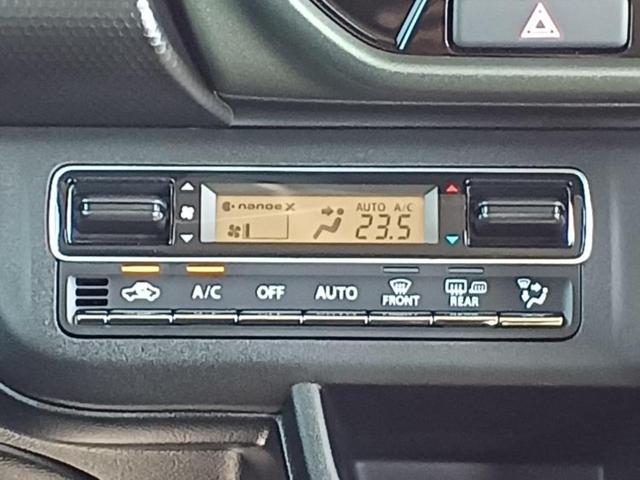 nanoe X
AUTO A/C
23.5
A/C OFF AUTO FRONT REAR